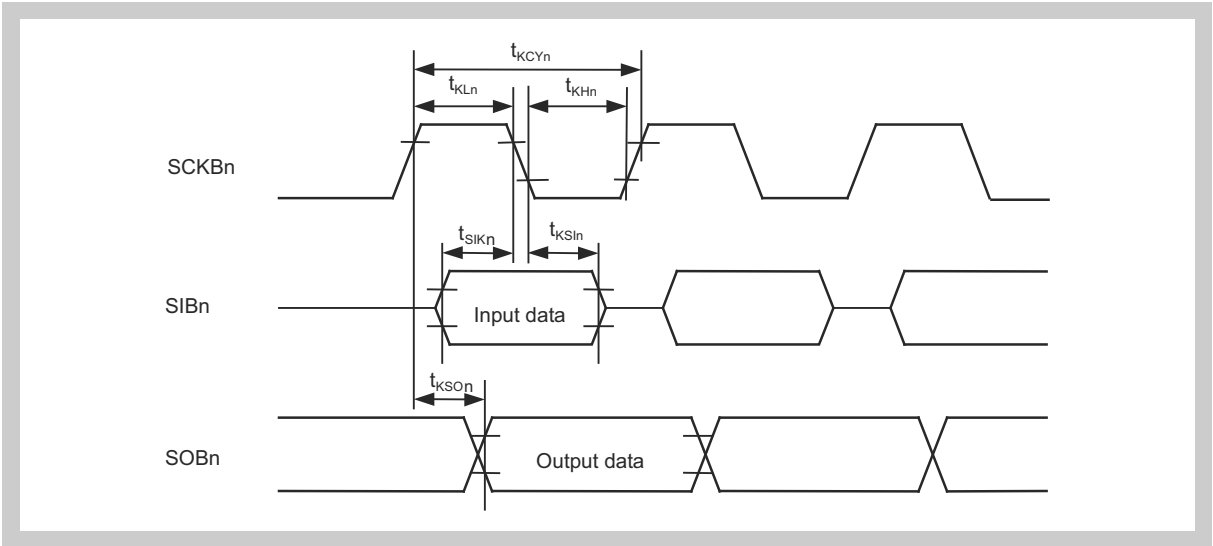 tKCYn
tKLn
tKHn
SCKBn
tSIKn
tKSIn
SIBn
Input data
tKSOn
SOBn
Output data